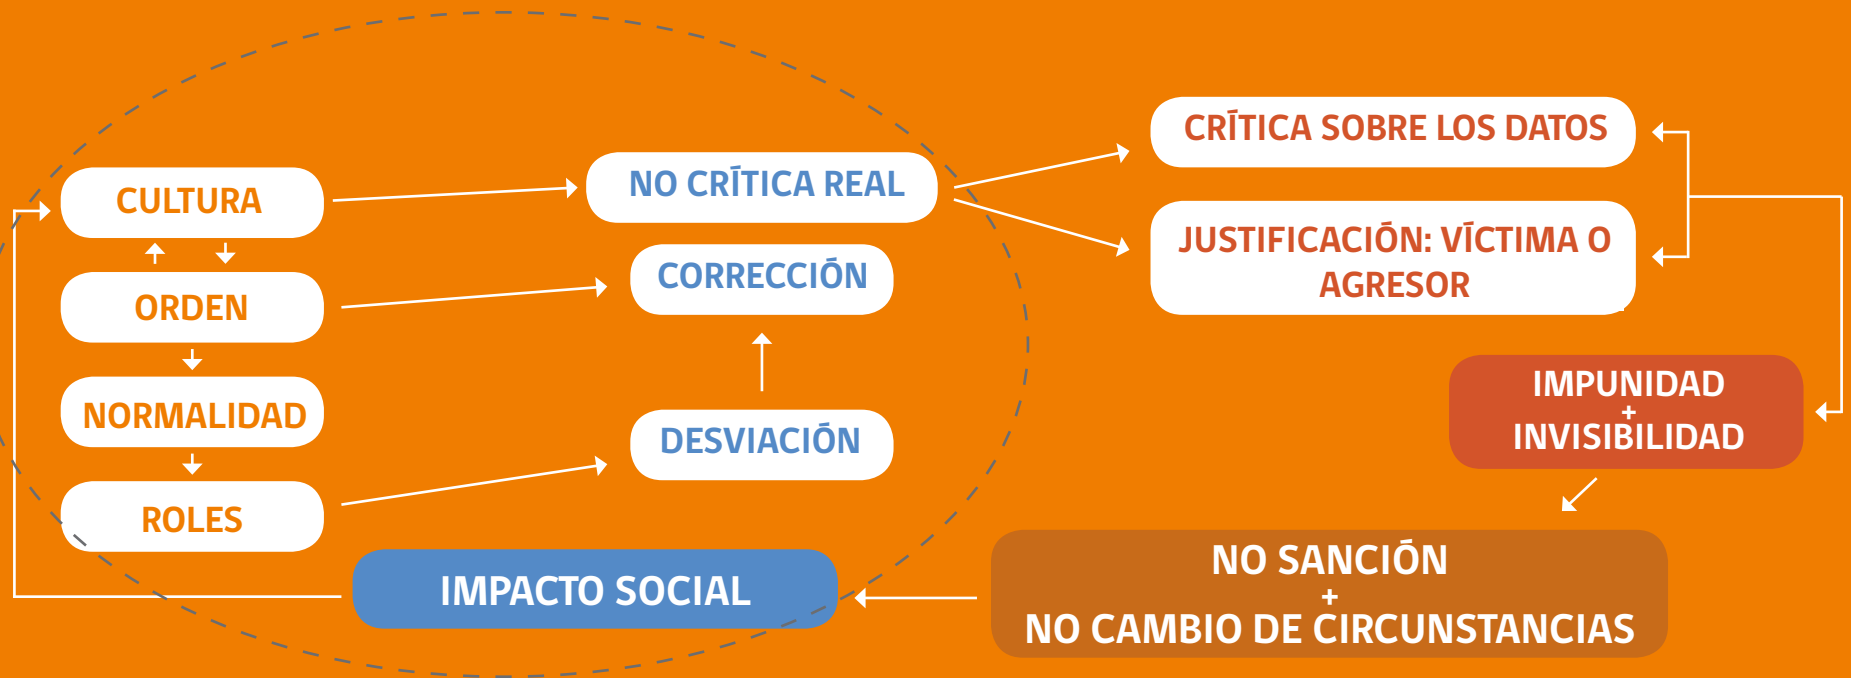 CULTURA
ORDEN
NORMALIDAD
ROLES
NO CRÍTICA REAL
CORRECCIÓN
DESVIACIÓN
IMPACTO SOCIAL
CRÍTICA SOBRE LOS DATOS
JUSTIFICACIÓN: VÍCTIMA O
AGRESOR
IMPUNIDAD
+
INVISIBILIDAD
NO SANCIÓN
+
NO CAMBIO DE CIRCUNSTANCIAS